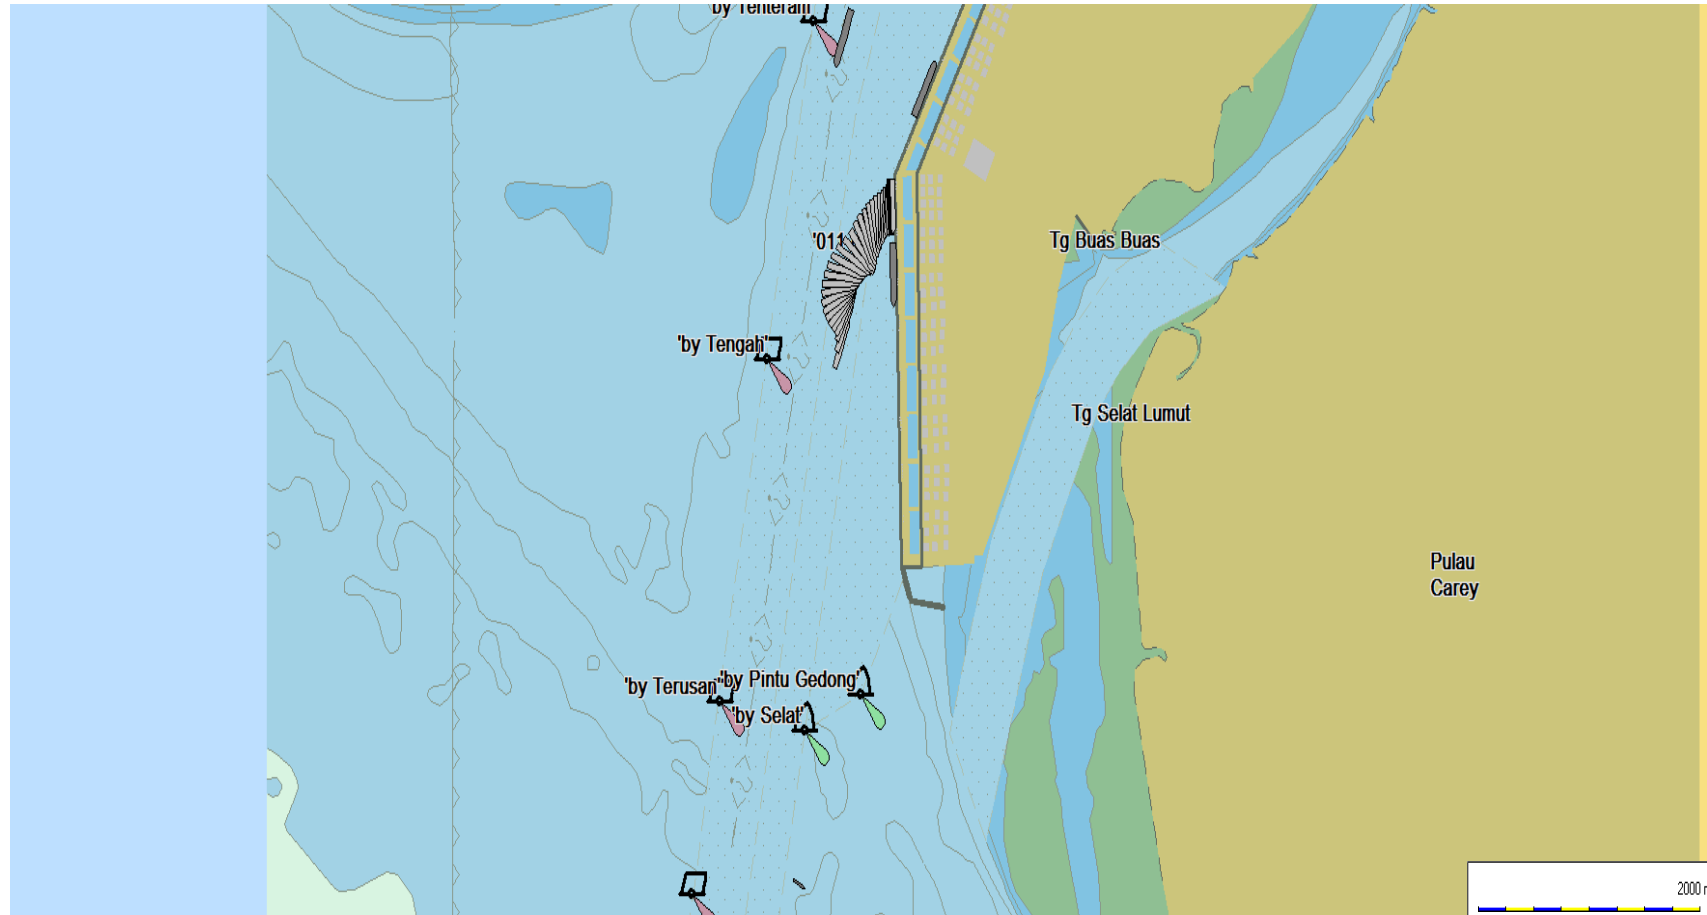 'by Tenteram'
'011
Tg Buas Buas
'by Tengah'
Tg Selat Lumut
Pulau
Carey
'by Terusan'
'by Pintu Gedong'
'by Selat'
2000